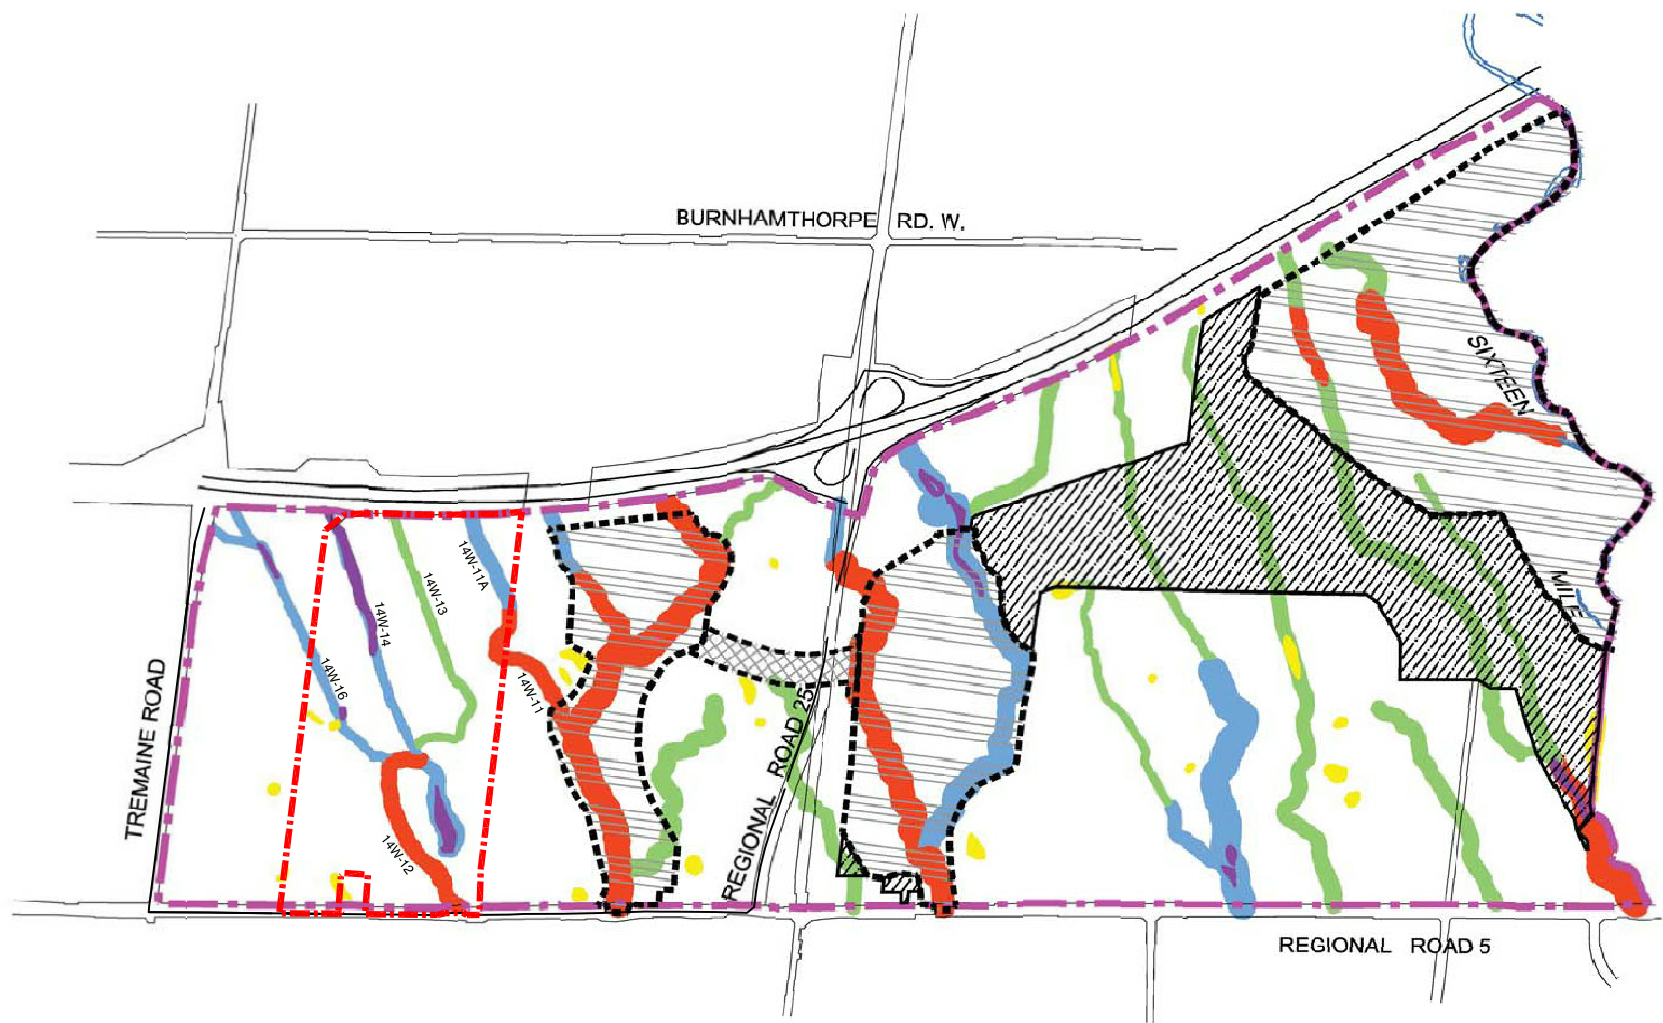 BURNHAMTHORPE RD. W.
SIXTEEN
MILE
14W-11A
14W-13
14W-14
14W-16
14W-11
14W-12
TREMAINE ROAD
REGIONAL ROAD 25
REGIONAL ROAD 5